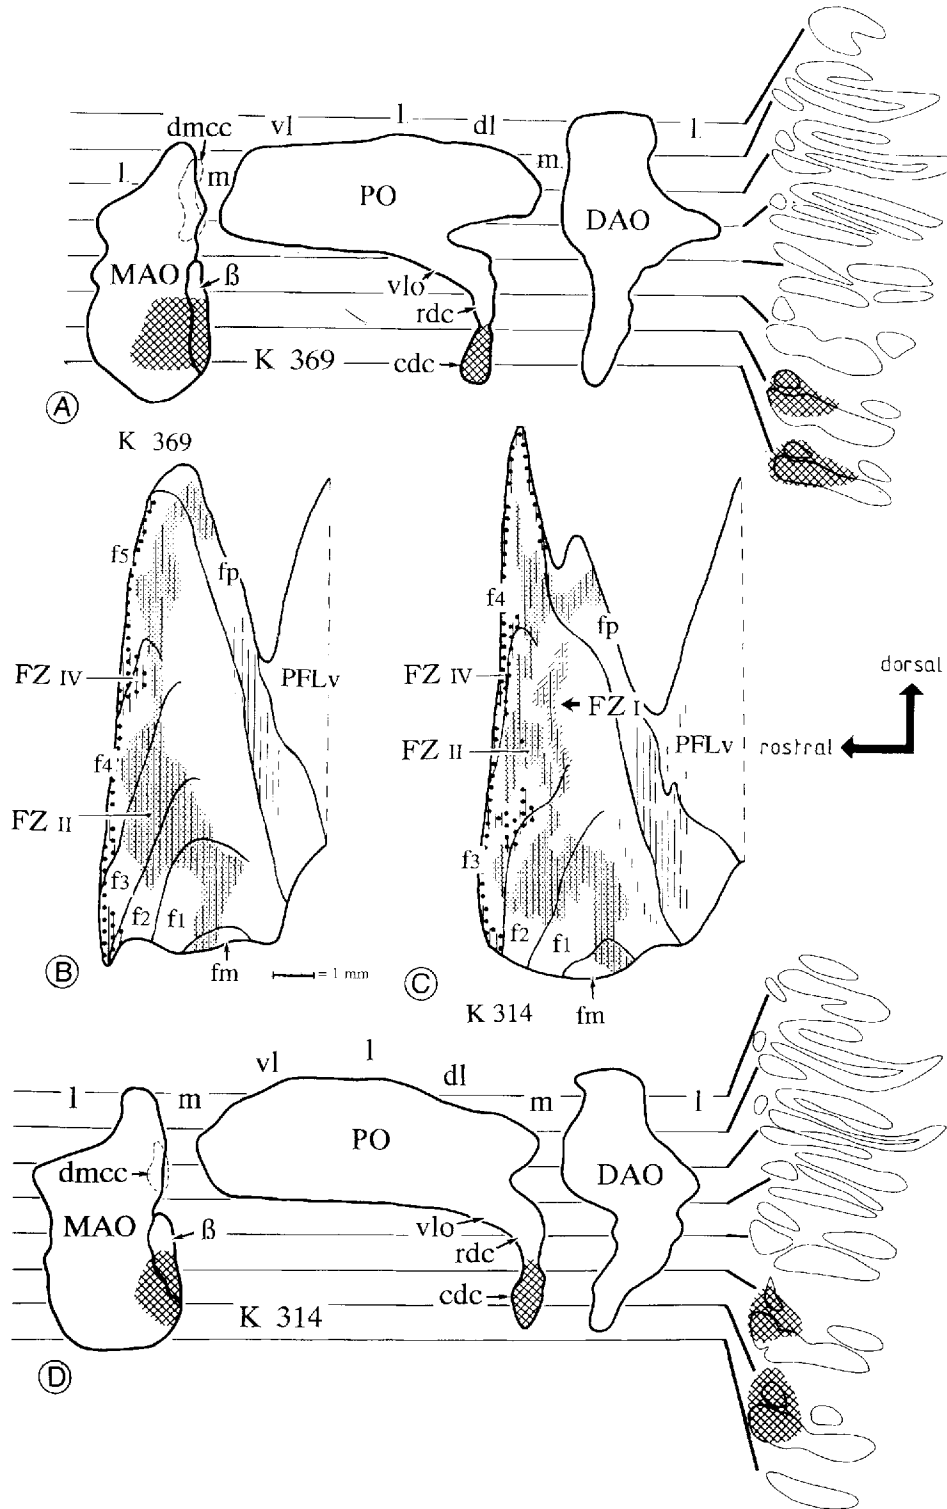 l
vl
dl
l
dmcc
l
m
m
PO
DAO
MAO
ß
vlo
rdc
K 369
cdc
A
K 369
f5
fp
f4
fp
FZ IV
PFLv
FZ IV
FZ I
dorsal
FZ II
PFLv
rostral
f4
FZ II
f3
f3
f2
f1
f2
f1
B
fm
= 1 mm
C
K 314
fm
l
vl
dl
l
m
m
l
PO
dmcc
DAO
MAO
ß
vlo
rdc
cdc
K 314
D